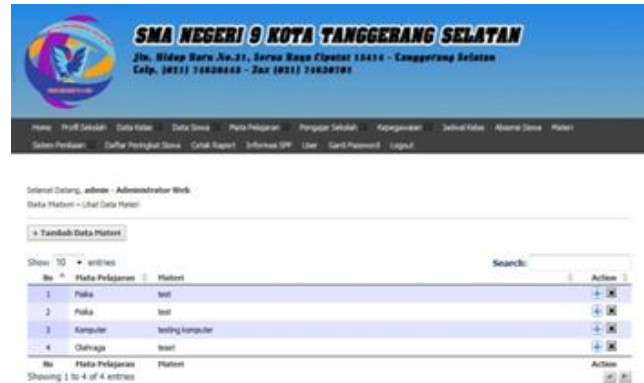 SMA NEGERI 9 KOTA TANGGERANG SELATAN
Jln. Hidup Baru No.31, Serua Raya Ciputat 15414 - Tanggerang Selatan
Home Profil Sekolah Data Kelas Data Siswa Mata Pelajaran Pengajar Sekolah Kepegawaian Jadwal Kelas Absensi Siswa Materi
Sistem Penilaian Daftar Peringkat Siswa Cetak Raport Informasi SPP User Ganti Password Logout
Selamat Datang, admin - Administrator Web
Data Materi - Lihat Data Materi
+ Tambah Data Materi
Show 10 entries Search:
No Mata Pelajaran Materi Action
1 Fisika test
2 Fisika test
3 Komputer testing komputer
4 Olahraga
No Mata Pelajaran Materi Action
Showing 1 to 4 of 4 entries